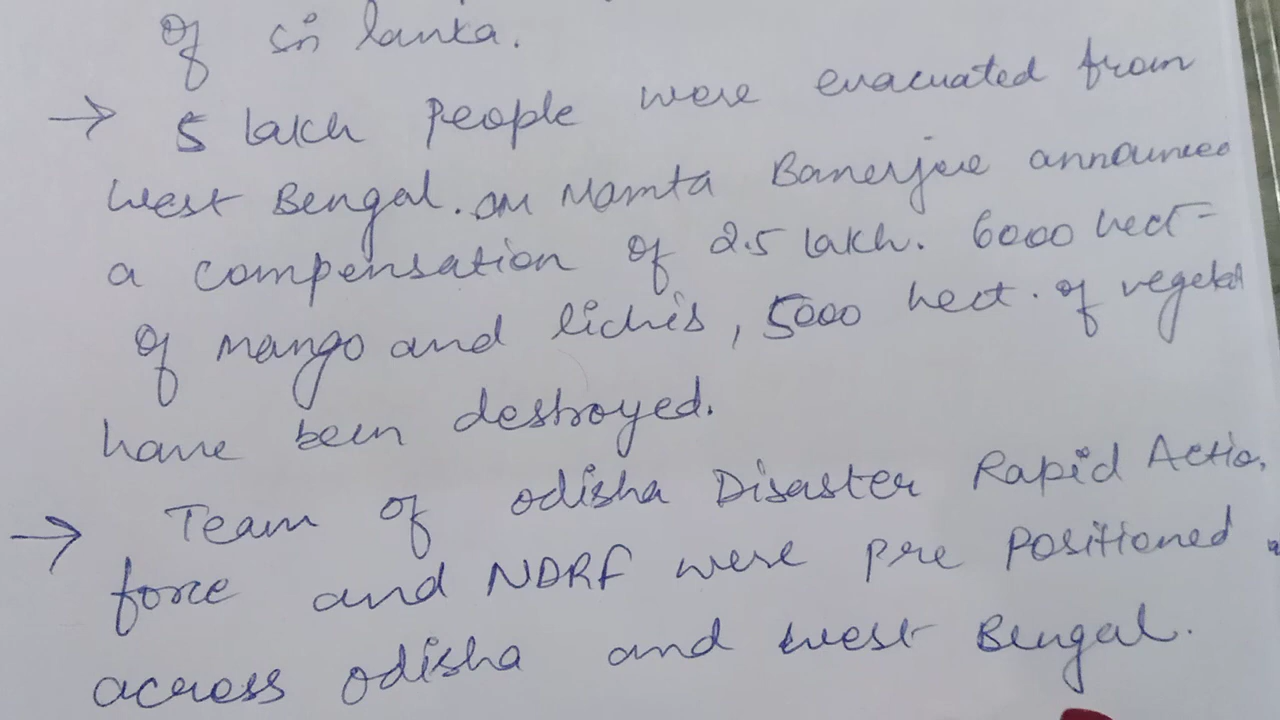 of Sri lanka.
→ 5 lakh People were evacuated from
West Bengal. CM Mamta Banerjee announced
a compensation of 2.5 lakh. 6000 hect-
of mango and lichis, 5000 hect. of vegetabl
have been destroyed.
→ Team of odisha Disaster Rapid Actio
force and NDRF were pre positioned
across odisha and west Bengal.